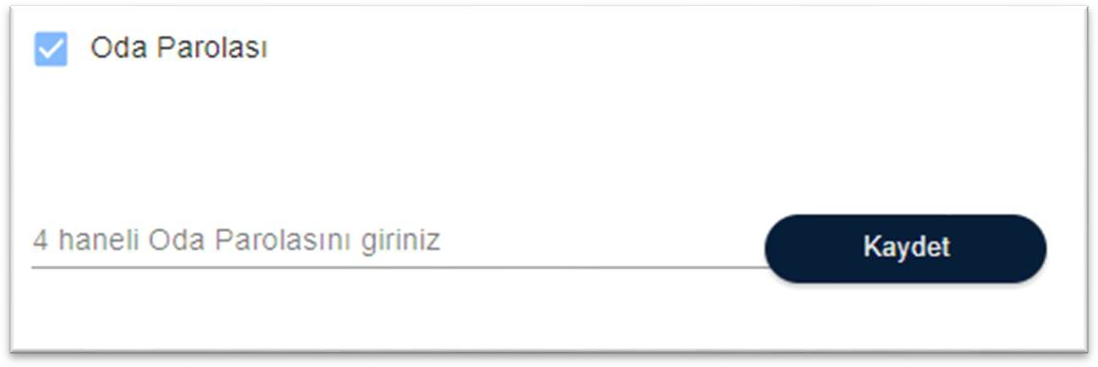 Oda Parolası
4 haneli Oda Parolasını giriniz
Kaydet